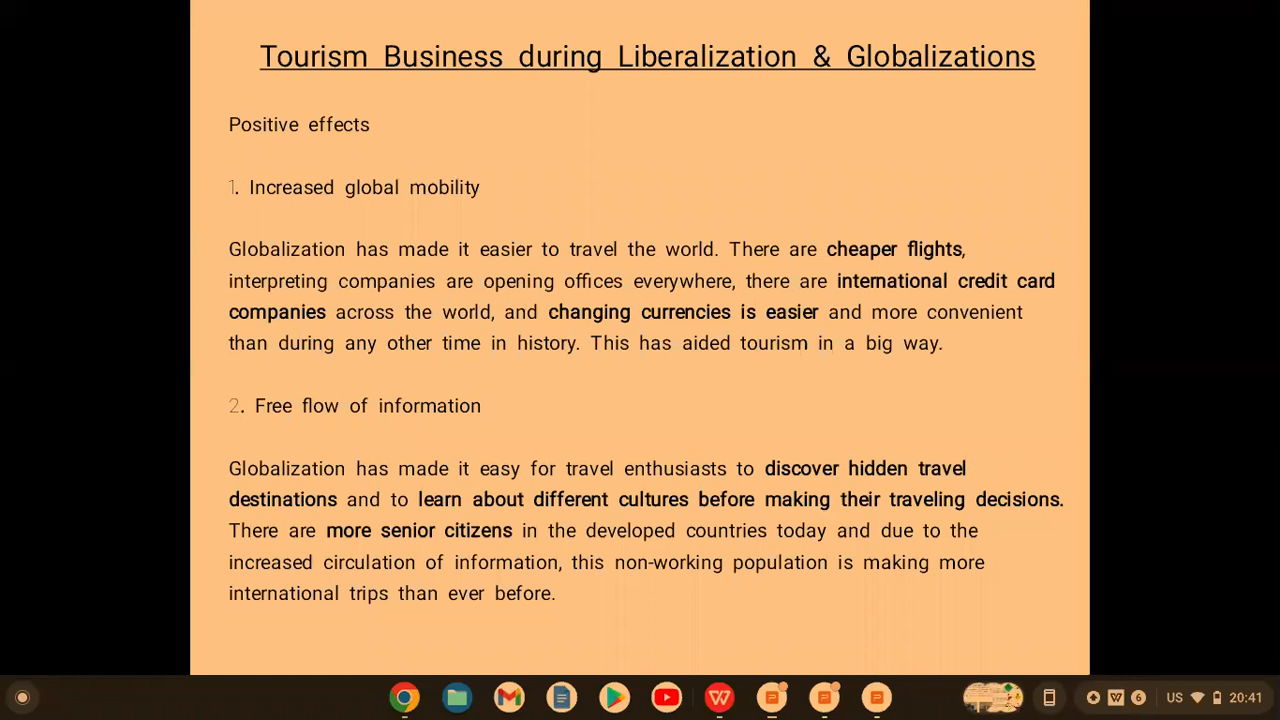 Tourism Business during Liberalization & Globalizations
Positive effects
1. Increased global mobility
Globalization has made it easier to travel the world. There are cheaper flights,
interpreting companies are opening offices everywhere, there are international credit card
companies across the world, and changing currencies is easier and more convenient
than during any other time in history. This has aided tourism in a big way.
2. Free flow of information
Globalization has made it easy for travel enthusiasts to discover hidden travel
destinations and to learn about different cultures before making their traveling decisions.
There are more senior citizens in the developed countries today and due to the
increased circulation of information, this non-working population is making more
international trips than ever before.
6 US 20:41